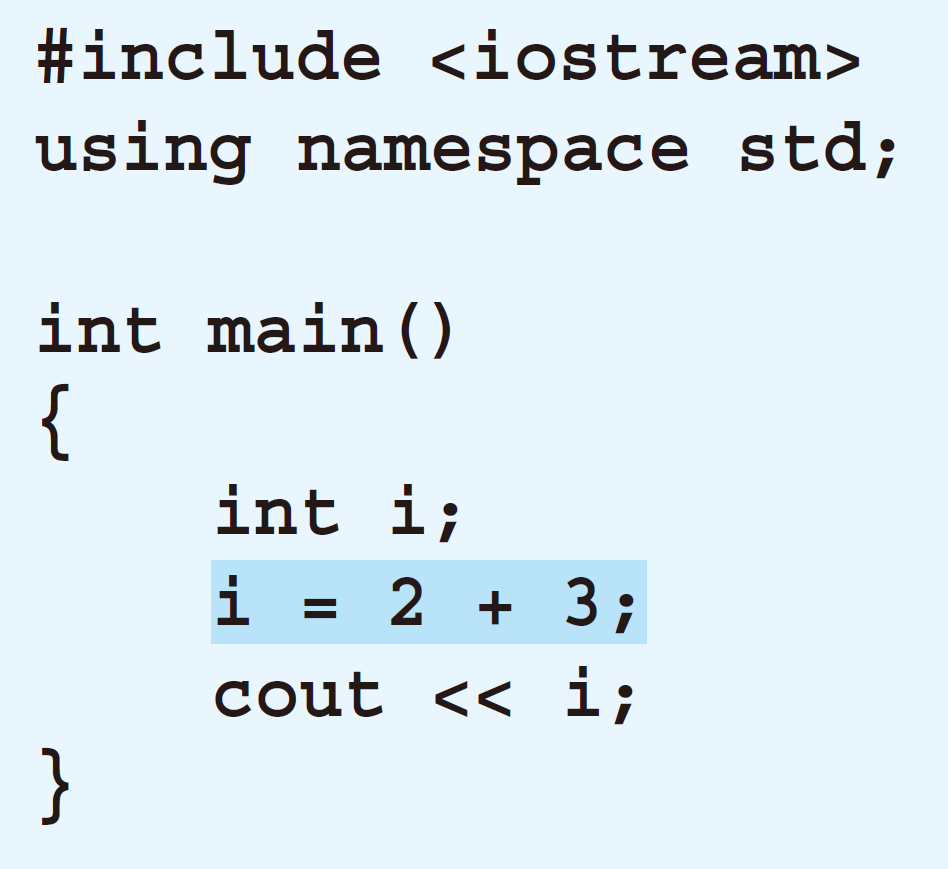 #include <iostream>
using namespace std;
int main()
{
int i;
i = 2 + 3;
cout << i;
}